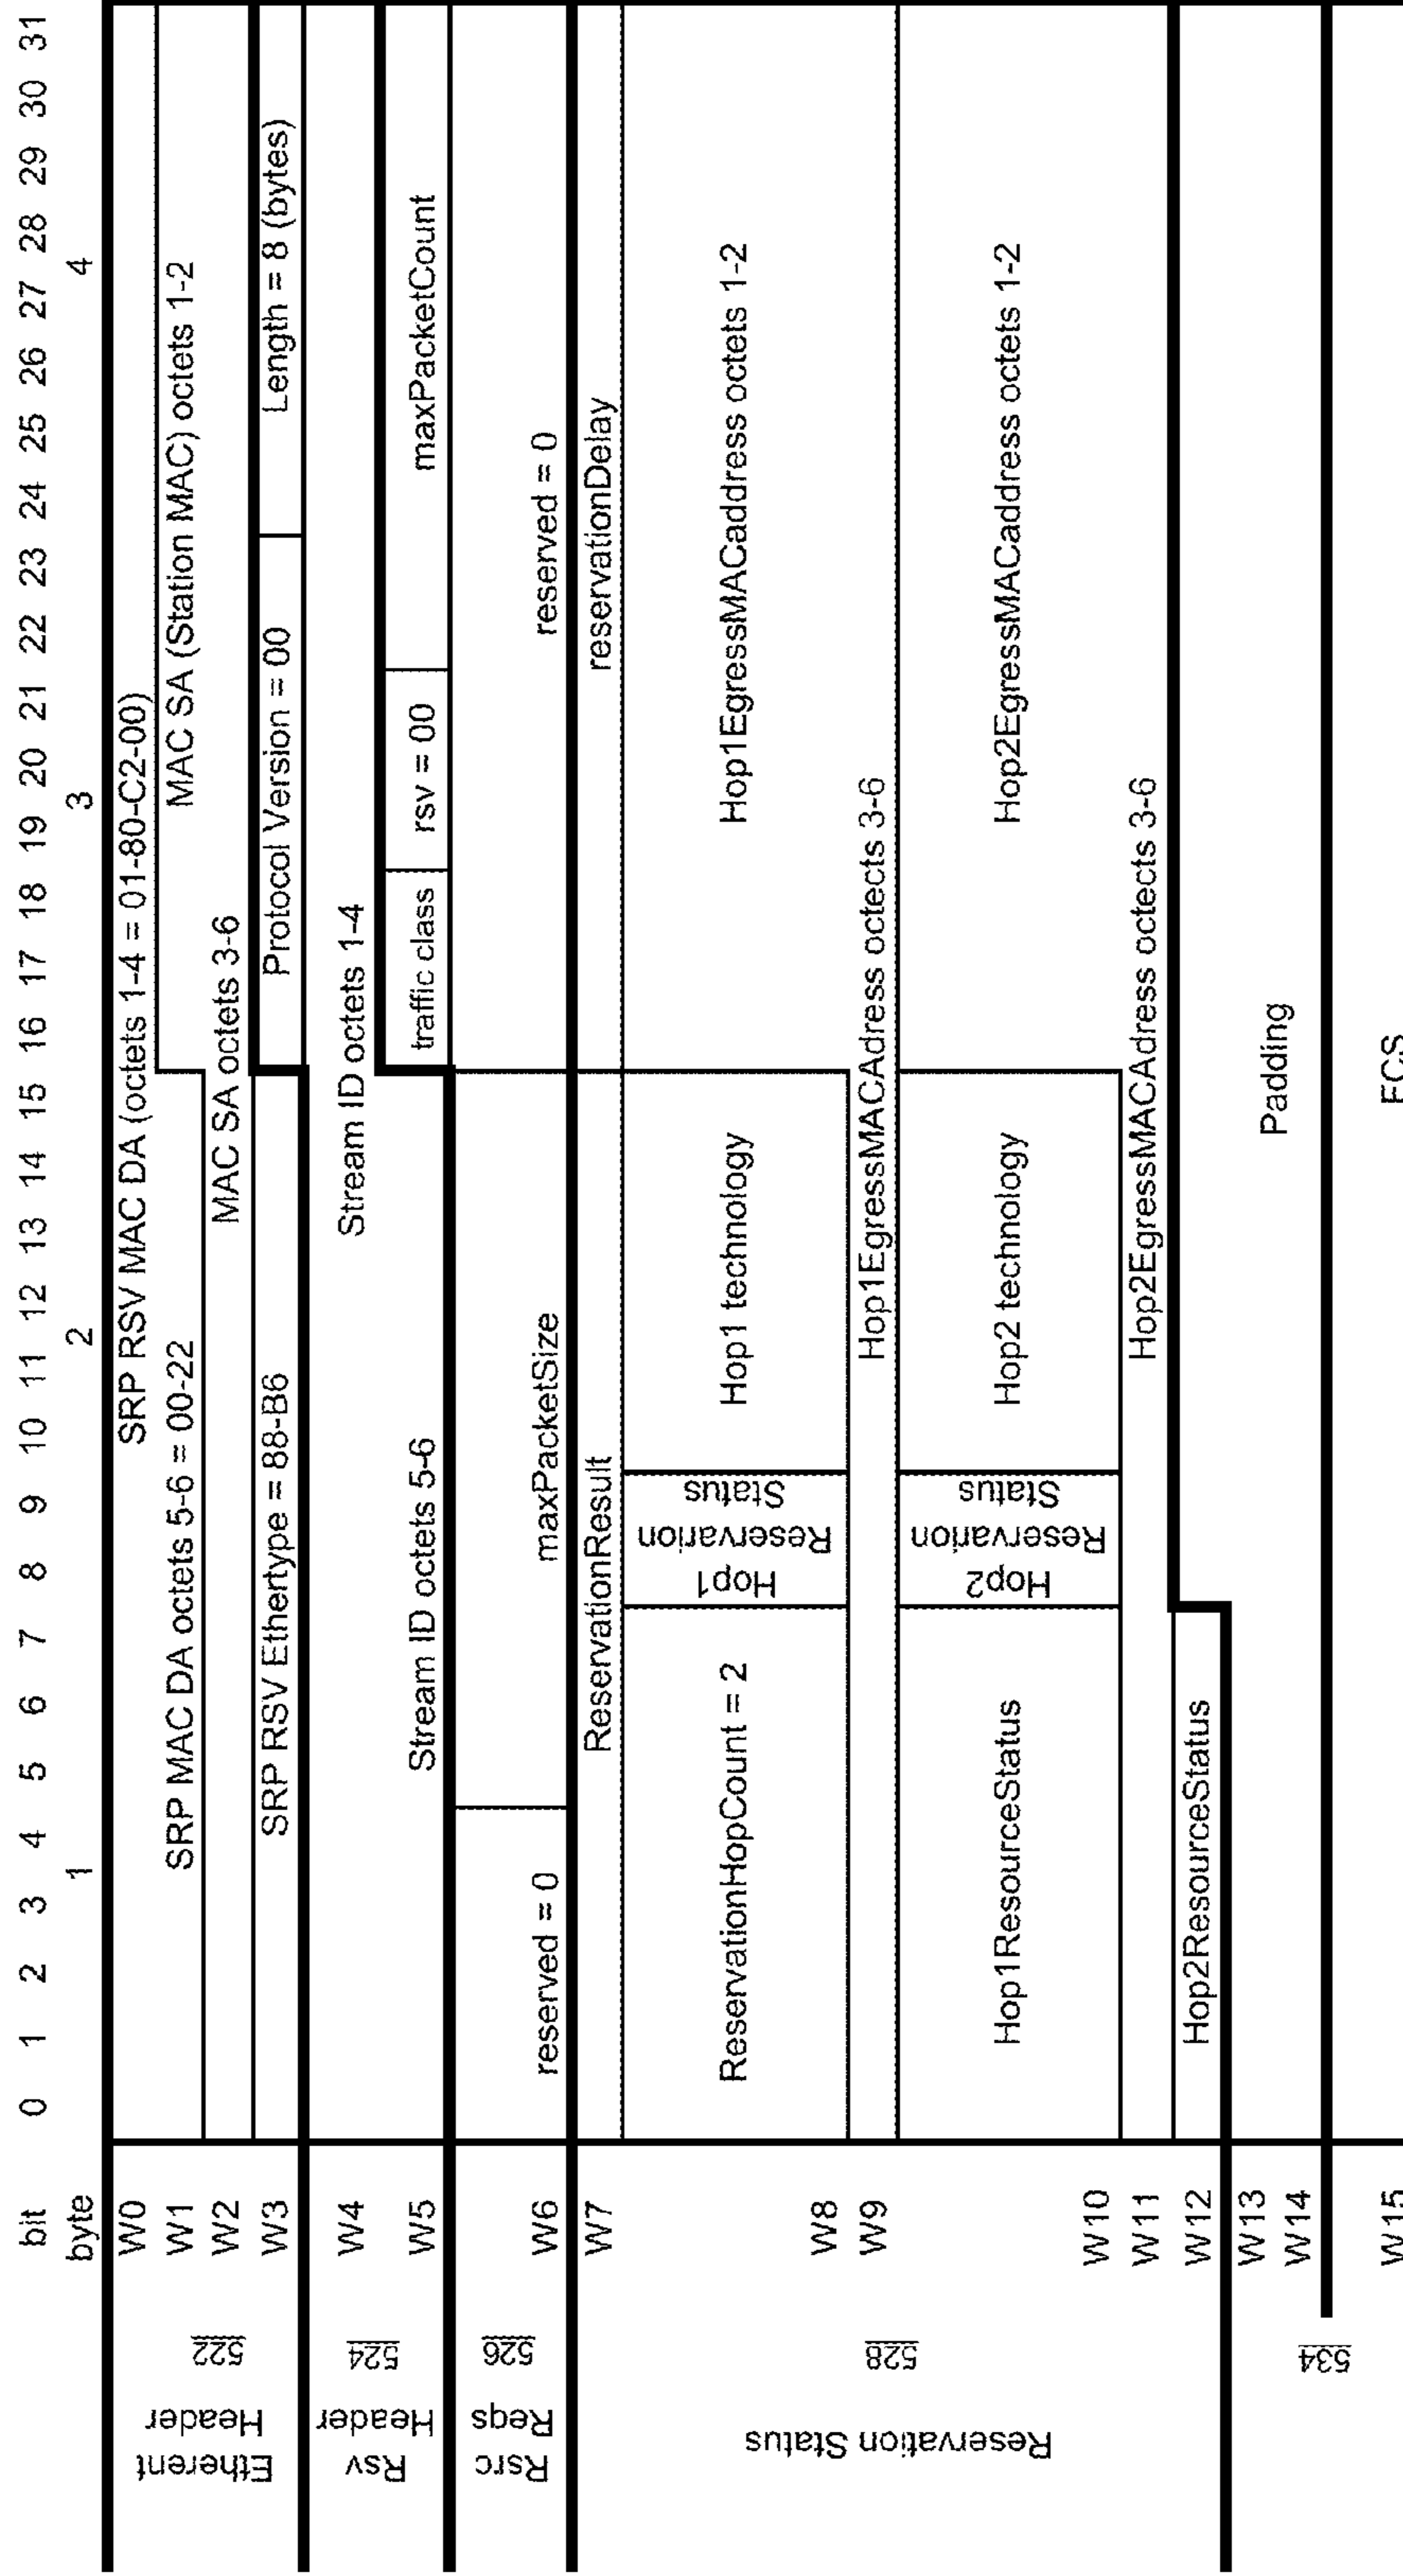 bit 0 1 2 3 4 5 6 7 8 9 10 11 12 13 14 15 16 17 18 19 20 21 22 23 24 25 26 27 28 29 30 31
byte 1 2 3 4
Etherent
Header
522
W0 SRP RSV MAC DA (octets 1-4 = 01-80-C2-00)
W1 SRP MAC DA octets 5-6 = 00-22 MAC SA (Station MAC) octets 1-2
W2 MAC SA octets 3-6
W3 SRP RSV Ethertype = 88-B6 Protocol Version = 00 Length = 8 (bytes)
Rsv
Header
524
W4 Stream ID octets 1-4
W5 Stream ID octets 5-6 traffic class rsv = 00 maxPacketCount
Rsrc
Reqs
526
W6 reserved = 0 maxPacketSize reserved = 0
Reservation Status
528
W7 ReservationResult reservationDelay
W8 ReservationHopCount = 2
Hop1
Reservarion
Status
Hop1 technology Hop1EgressMACaddress octets 1-2
W9 Hop1EgressMACAdress octects 3-6
W10 Hop1ResourceStatus
Hop2
Reservarion
Status
Hop2 technology Hop2EgressMACaddress octets 1-2
W11 Hop2EgressMACAdress octects 3-6
W12 Hop2ResourceStatus
534
W13
W14
Padding
W15 FCS